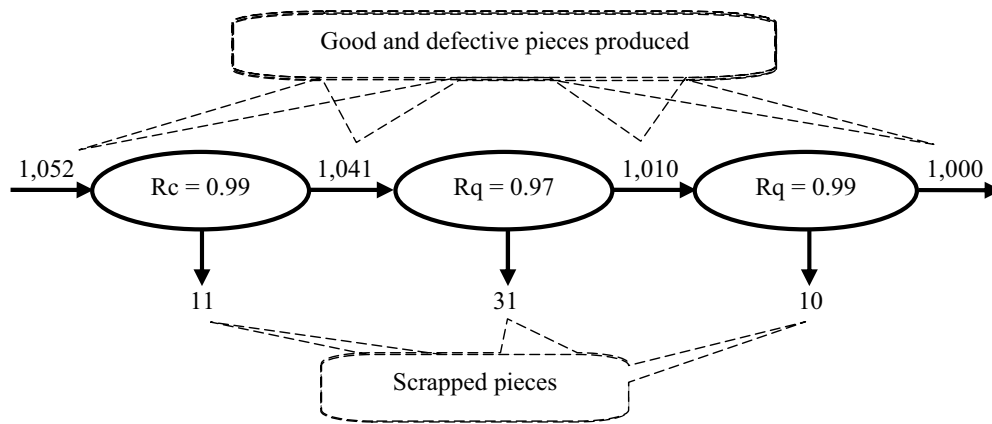 Good and defective pieces produced
1,052
Rc = 0.99
1,041
Rq = 0.97
1,010
Rq = 0.99
1,000
11
31
10
Scrapped pieces